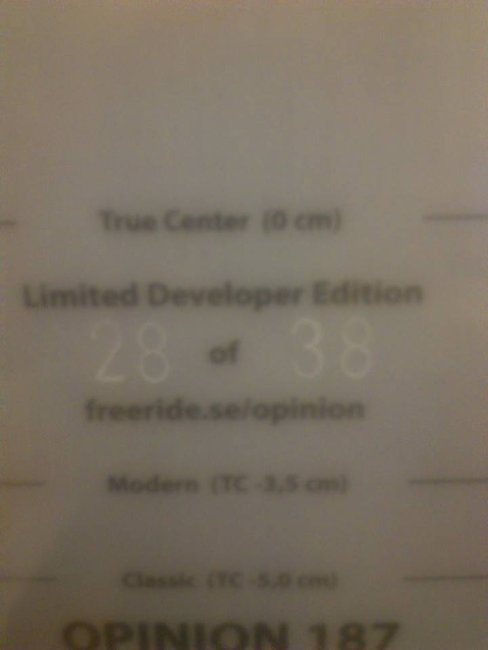 True Center (0 cm)
Limited Developer Edition
28 of 38
freeride.se/opinion
Modern (TC -3,5 cm)
Classic (TC -5,0 cm)
OPINION 187